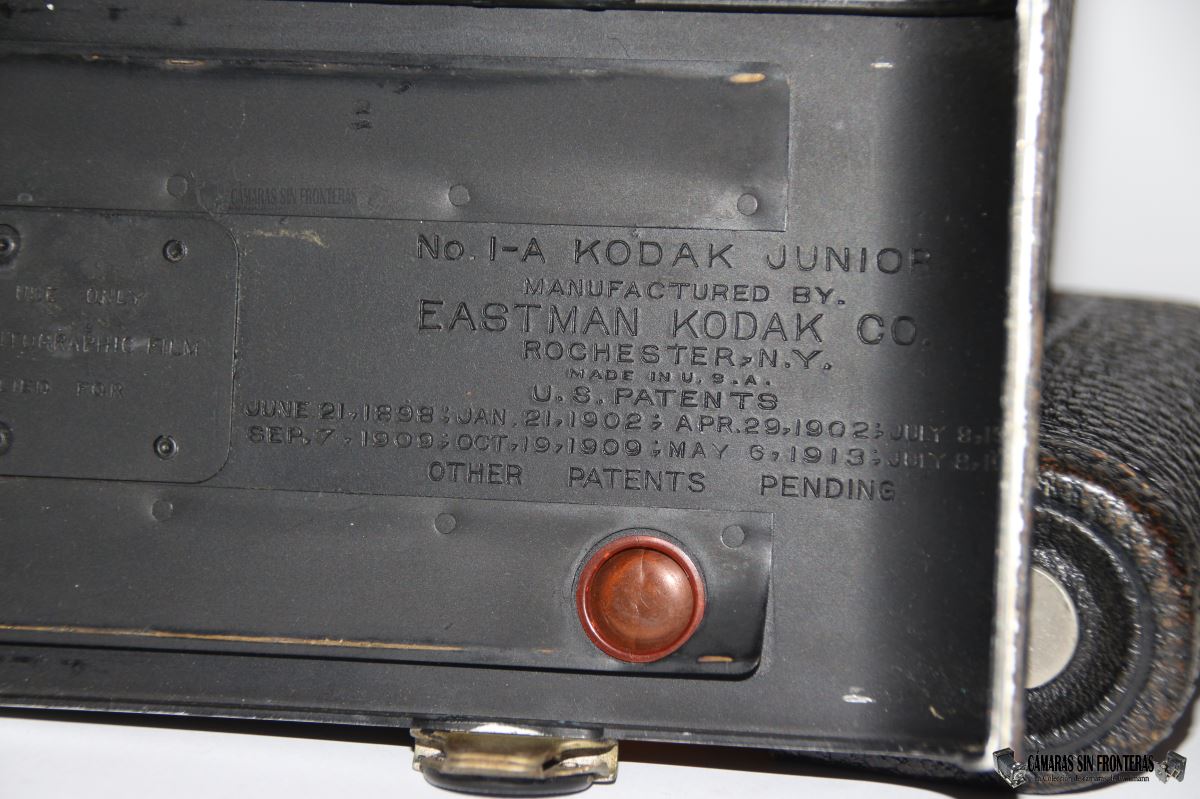 CÁMARAS SIN FRONTERAS
No. 1-A KODAK JUNIOR
MANUFACTURED BY.
EASTMAN KODAK CO.
ROCHESTER, N.Y.
MADE IN U.S.A.
U.S. PATENTS
JUNE 21, 1898; JAN. 21, 1902; APR. 29, 1902; JULY 8,
SEP. 7, 1909; OCT, 19, 1909; MAY 6, 1913; JULY 8,
OTHER PATENTS PENDING
USE ONLY
FILM
FOR
CÁMARAS SIN FRONTERAS